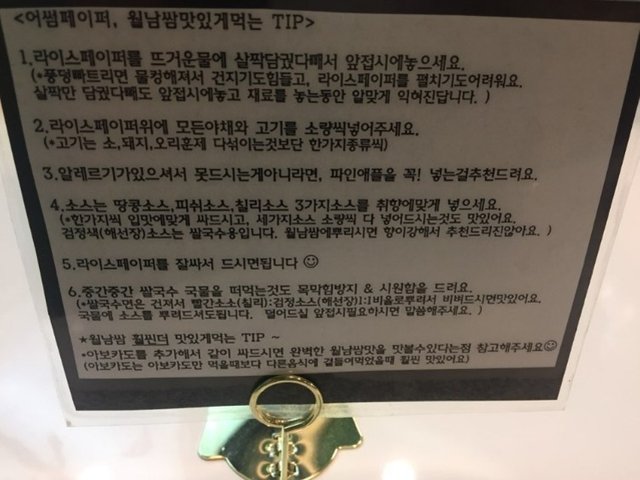 <어썸페이퍼, 월남쌈맛있게먹는 TIP>
1.라이스페이퍼를 뜨거운물에 살짝담궜다빼서 앞접시에놓으세요.
(*풍덩빠트리면 물컹해져서 건지기도힘들고, 라이스페이퍼를 펼치기도어려워요.
살짝만 담궜다빼도 앞접시에놓고 재료를 놓는동안 알맞게 익혀진답니다. )
2.라이스페이퍼위에 모든야채와 고기를 소량씩넣어주세요.
(*고기는 소,돼지,오리훈제 다섞이는것보단 한가지종류씩)
3.알레르기가있으셔서 못드시는게아니라면, 파인애플을 꼭! 넣는걸추천드려요.
4.소스는 땅콩소스,피쉬소스,칠리소스 3가지소스를 취향에맞게 넣으세요.
(*한가지씩 입맛에맞게 싸드시고, 세가지소스 소량씩 다 넣어드시는것도 맛있어요.
검정색(해선장)소스는 쌀국수용입니다. 월남쌈에뿌리시면 향이강해서 추천드리진않아요. )
5.라이스페이퍼를 잘싸서 드시면됩니다 ☺
6.중간중간 쌀국수 국물을 떠먹는것도 목막힘방지 & 시원함을 드려요.
(*쌀국수면은 건져서 빨간소스(칠리):검정소스(해선장)1:1비율로뿌려서 비벼드시면맛있어요.
국물에 소스를 뿌려드셔도됩니다. 덜어드실 앞접시필요하시면 말씀해주세요. )
★월남쌈 훨씬더 맛있게먹는 TIP ~
*아보카도를 추가해서 같이 싸드시면 완벽한 월남쌈맛을 맛볼수있다는점 참고해주세요☺
(아보카도는 아보카도만 먹을때보다 다른음식에 곁들여먹었을때 훨씬 맛있어요)